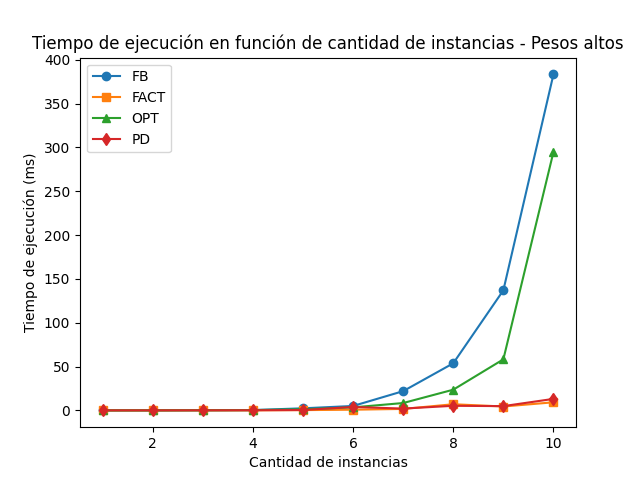 Tiempo de ejecución en función de cantidad de instancias - Pesos altos
FB
FACT
OPT
PD
Tiempo de ejecución (ms)
400
350
300
250
200
150
100
50
0
2
4
6
8
10
Cantidad de instancias